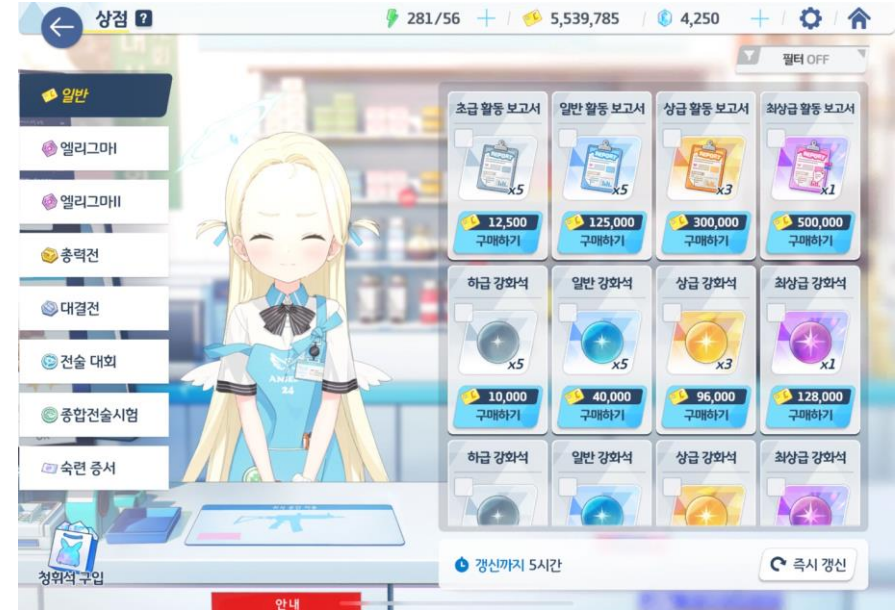 상점 ?
281/56
5,539,785
4,250
필터 OFF
일반
엘리그마I
엘리그마II
총력전
대결전
전술 대회
종합전술시험
숙련 증서
청휘석 구입
초급 활동 보고서
x5
12,500
구매하기
일반 활동 보고서
x5
125,000
구매하기
상급 활동 보고서
x3
300,000
구매하기
최상급 활동 보고서
x1
500,000
구매하기
하급 강화석
x5
10,000
구매하기
일반 강화석
x5
40,000
구매하기
상급 강화석
x3
96,000
구매하기
최상급 강화석
x1
128,000
구매하기
하급 강화석
일반 강화석
상급 강화석
최상급 강화석
24
갱신까지 5시간
즉시 갱신
안내